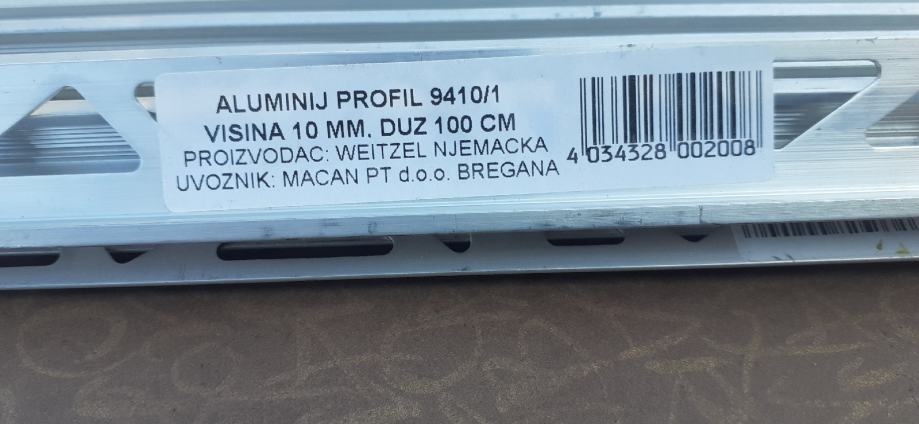 ALUMINIJ PROFIL 9410/1
VISINA 10 MM. DUZ 100 CM
PROIZVODAC: WEITZEL NJEMACKA
UVOZNIK: MACAN PT d.o.o. BREGANA
4 034328 002008